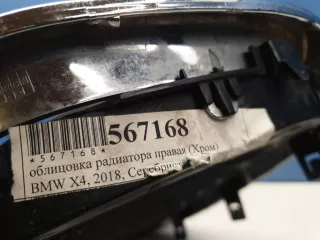 567168
*567168*
облицовка радиатора правая (Хром)
BMW X4, 2018,